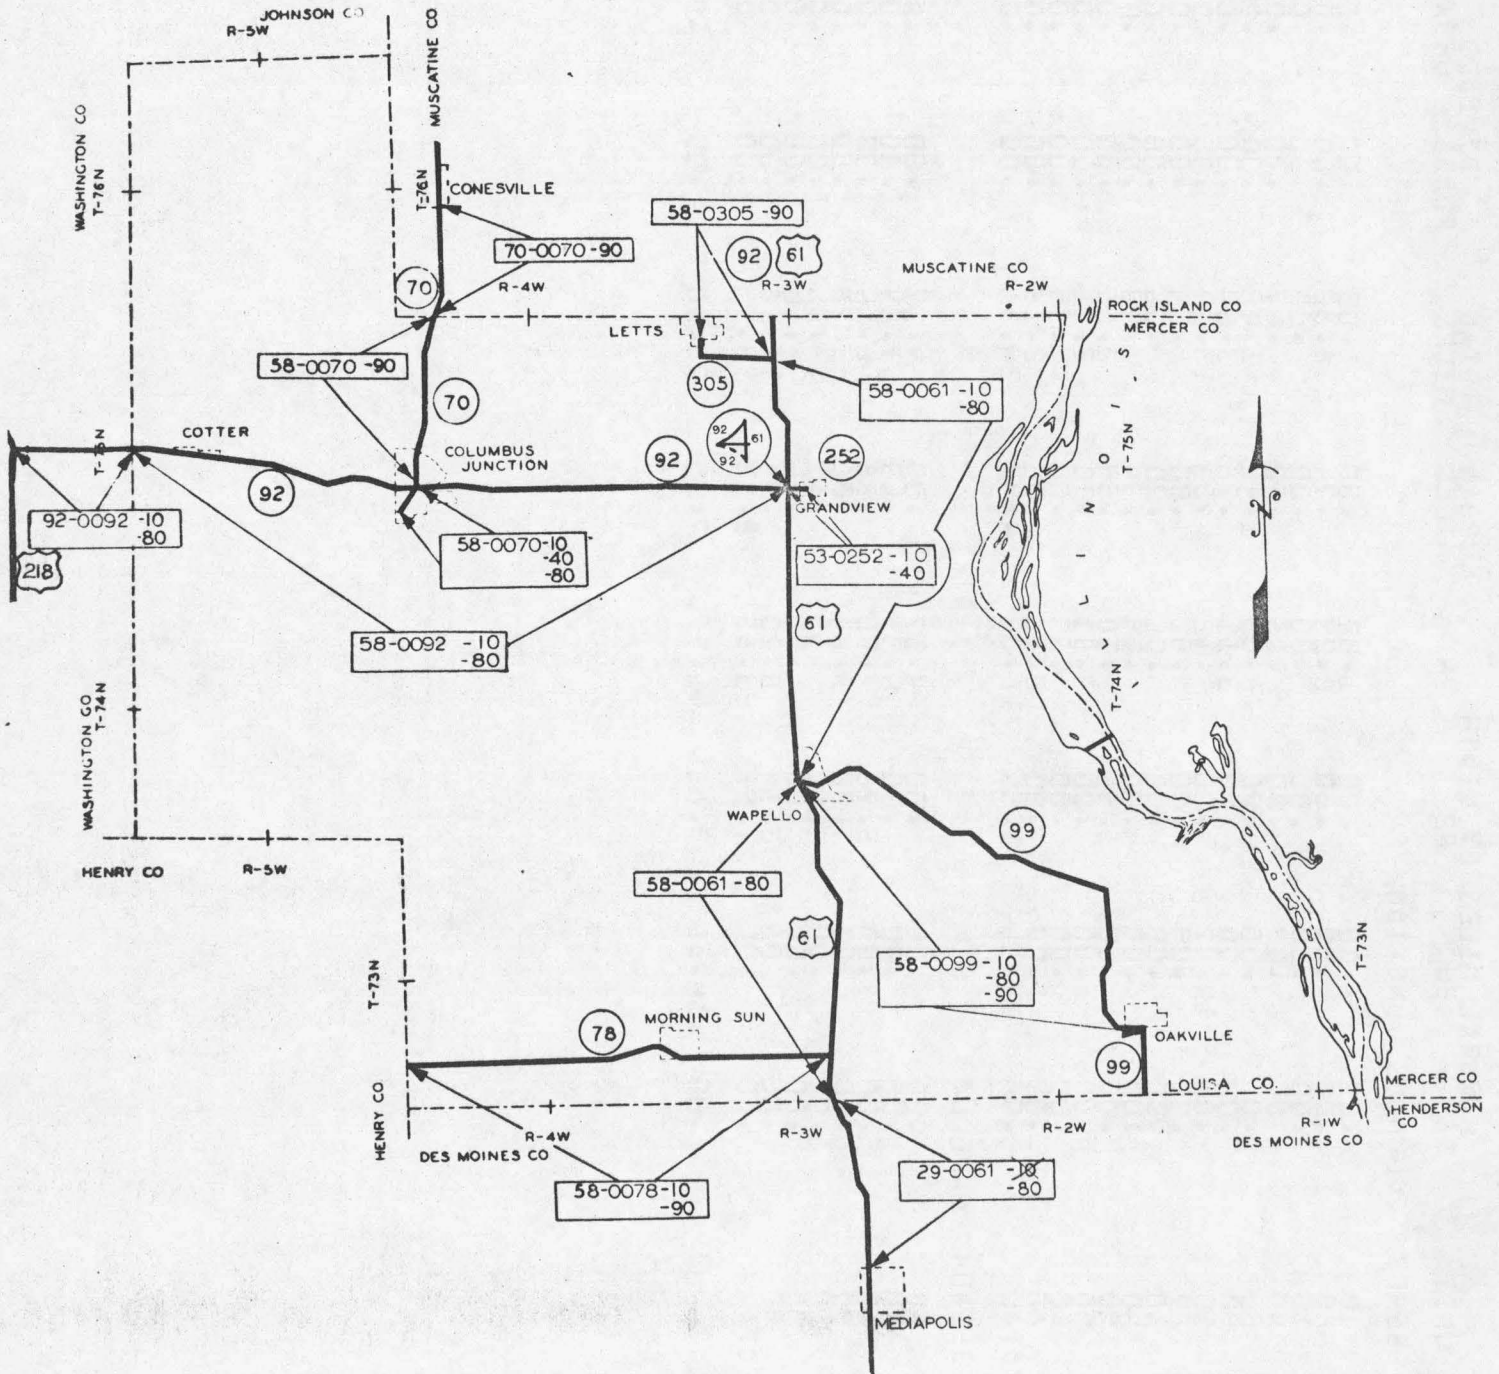 JOHNSON CO
R-5W
MUSCATINE CO
WASHINGTON CO
T-76N
T-76N
CONESVILLE
58-0305 -90
70-0070 -90
92
61
R-3W
MUSCATINE CO
R-2W
70
R-4W
ROCK ISLAND CO
MERCER CO
LETTS
58-0070 -90
305
58-0061 -10
-80
70
COTTER
T-75N
COLUMBUS
JUNCTION
92
61
92
92
252
92
GRANDVIEW
T-75N
ILLINOIS
92-0092 -10
-80
218
58-0070-10
-40
-80
53-0252 -10
-40
N
61
58-0092 -10
-80
WASHINGTON CO
T-74N
T-74N
WAPELLO
99
HENRY CO
R-5W
58-0061 -80
61
58-0099 -10
-80
-90
T-73N
T-73N
MORNING SUN
78
OAKVILLE
99
LOUISA CO.
MERCER CO
HENDERSON
CO
HENRY CO
R-4W
R-3W
R-2W
R-1W
DES MOINES CO
DES MOINES CO
58-0078-10
-90
29-0061 -10
-80
MEDIAPOLIS